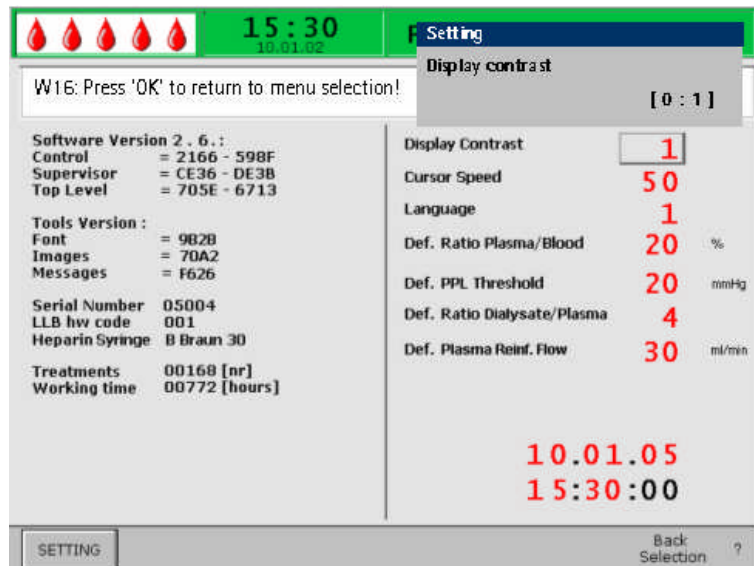 15:30
10.01.02
Setting
Display contrast
[0:1]
W16: Press 'OK' to return to menu selection!
Software Version 2 . 6 . :
Control = 2166 - 598F
Supervisor = CE36 - DE3B
Top Level = 705E - 6713
Tools Version :
Font = 9B2B
Images = 70A2
Messages = F626
Serial Number 05004
LLB hw code 001
Heparin Syringe B Braun 30
Treatments 00168 [nr]
Working time 00772 [hours]
Display Contrast 1
Cursor Speed 50
Language 1
Def. Ratio Plasma/Blood 20 %
Def. PPL Threshold 20 mmHg
Def. Ratio Dialysate/Plasma 4
Def. Plasma Reinf. Flow 30 ml/min
10.01.05
15:30:00
SETTING
Back
Selection
?